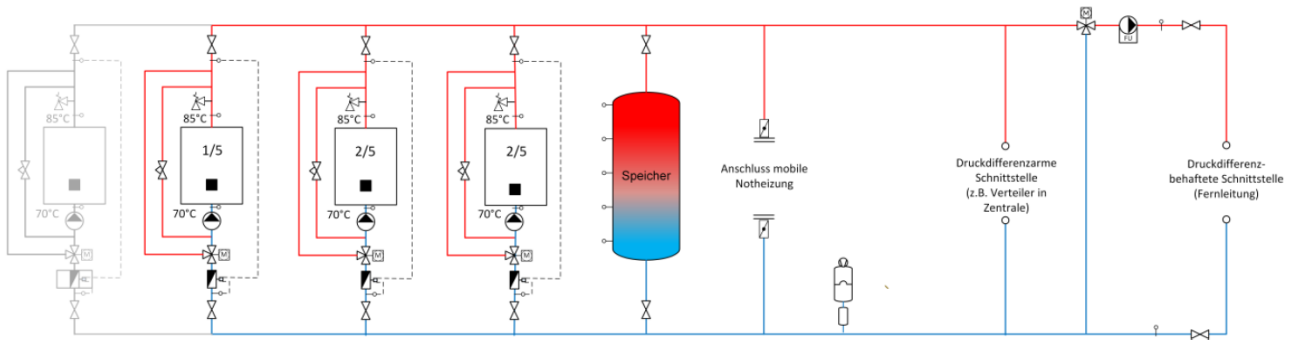 M
FU
85°C
85°C
85°C
85°C
1/5
2/5
2/5
Speicher
Anschluss mobile
Notheizung
Druckdifferenzarme
Schnittstelle
(z.B. Verteiler in
Zentrale)
Druckdifferenz-
behaftete Schnittstelle
(Fernleitung)
70°C
70°C
70°C
70°C
M
M
M
M